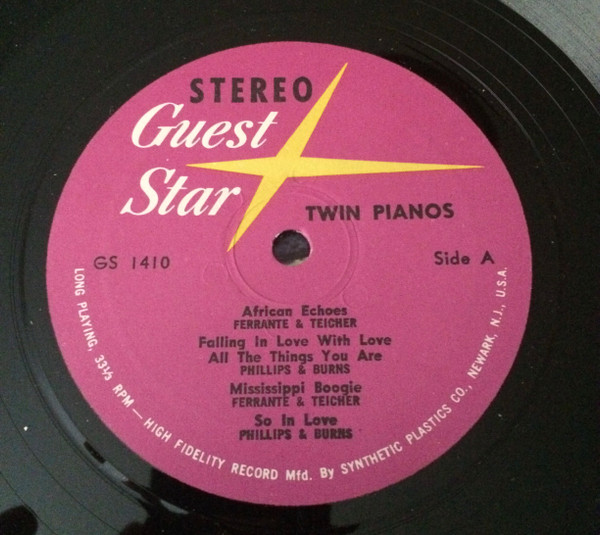 STEREO
Guest
Star
TWIN PIANOS
GS 1410
Side A
African Echoes
FERRANTE & TEICHER
Falling In Love With Love
All The Things You Are
PHILLIPS & BURNS
Mississippi Boogie
FERRANTE & TEICHER
So In Love
PHILLIPS & BURNS
LONG PLAYING, 33⅓ RPM — HIGH FIDELITY RECORD Mfd. By SYNTHETIC PLASTICS CO., NEWARK, N.J., U.S.A.